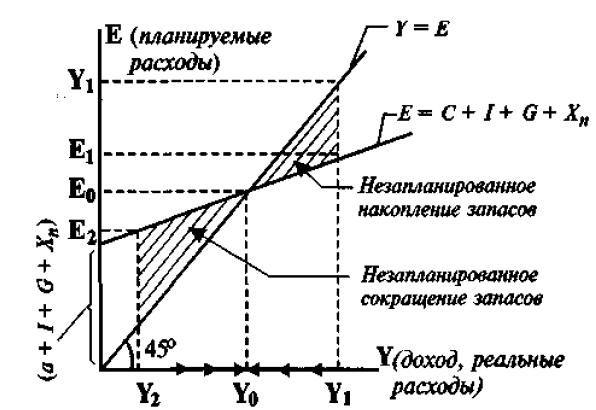 E (планируемые
расходы)
Y = E
Y₁
E = C + I + G + Xₙ
E₁
E₀
Незапланированное
накопление запасов
E₂
Незапланированное
сокращение запасов
(a + I + G + Xₙ)
45°
Y(доход, реальные
расходы)
Y₂ Y₀ Y₁